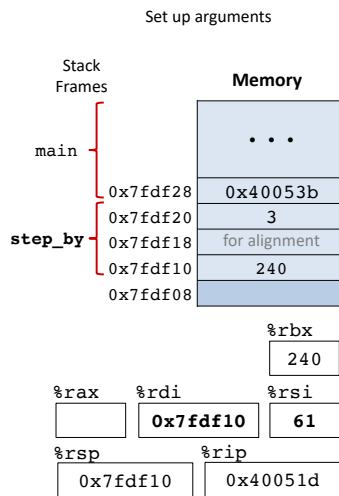 Set up arguments
Stack
Frames
Memory
main
• • •
0x7fdf28
0x40053b
0x7fdf20
3
step_by
0x7fdf18
for alignment
0x7fdf10
240
0x7fdf08
%rbx
240
%rax
%rdi
%rsi
0x7fdf10
61
%rsp
%rip
0x7fdf10
0x40051d